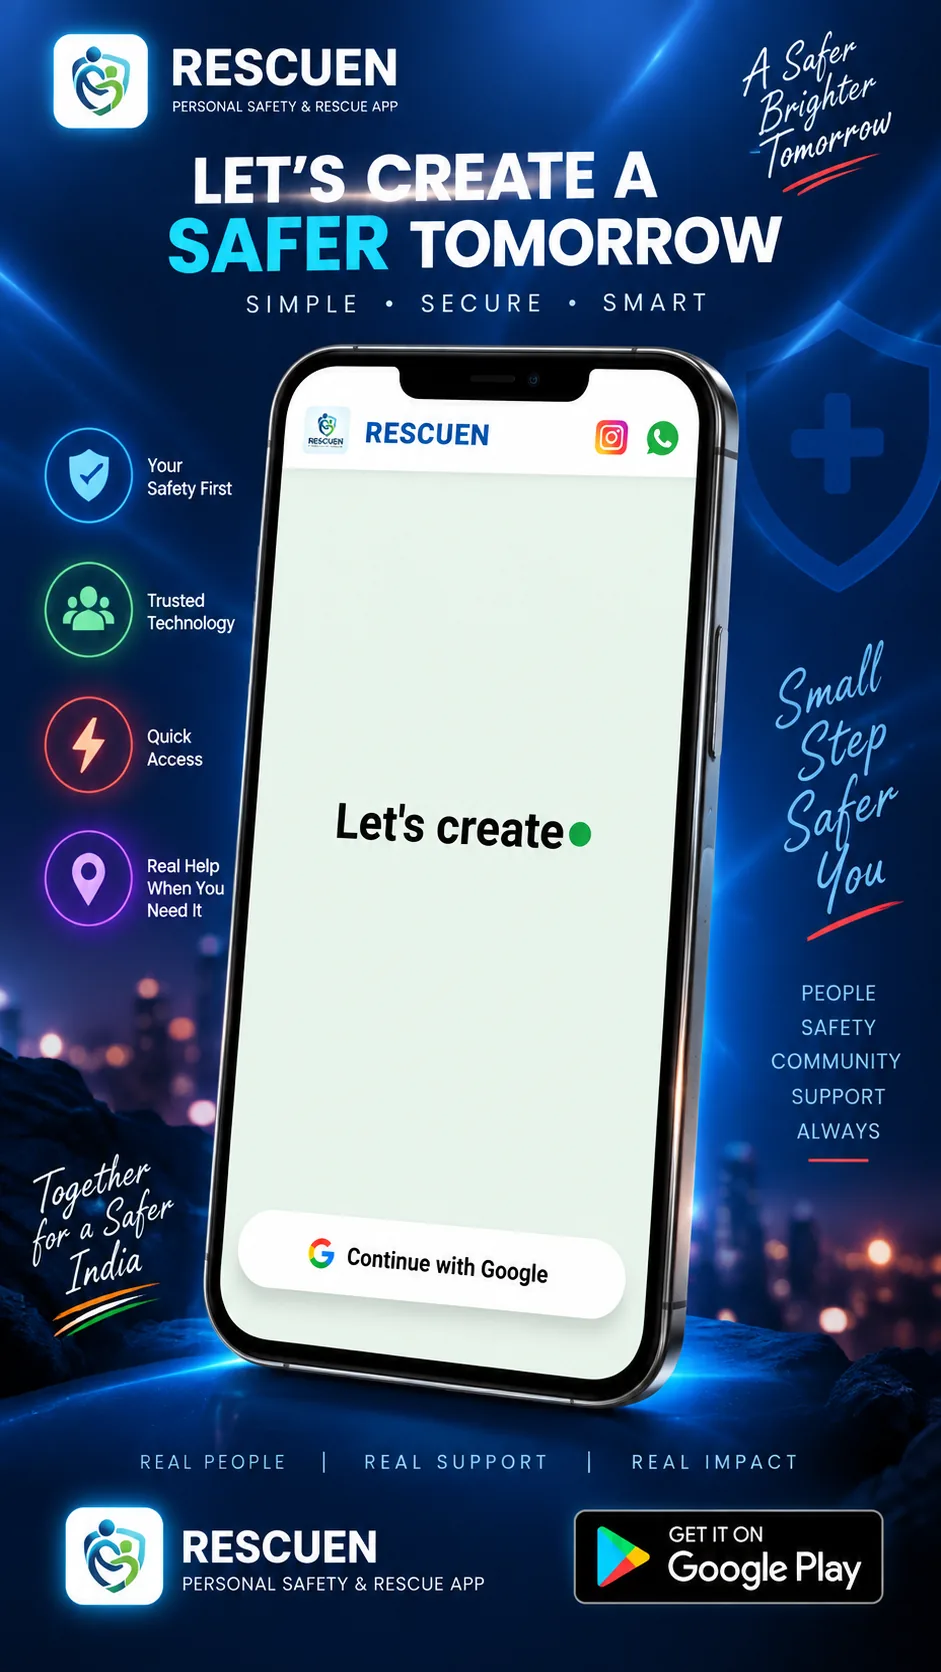 RESCUEN
PERSONAL SAFETY & RESCUE APP
A Safer
Brighter
Tomorrow
LET’S CREATE A
SAFER TOMORROW
SIMPLE • SECURE • SMART
RESCUEN
RESCUEN
Your
Safety First
Trusted
Technology
Quick
Access
Real Help
When You
Need It
Let's create
Small
Step
Safer
You
PEOPLE
SAFETY
COMMUNITY
SUPPORT
ALWAYS
Together
for a Safer
India
Continue with Google
REAL PEOPLE | REAL SUPPORT | REAL IMPACT
RESCUEN
PERSONAL SAFETY & RESCUE APP
GET IT ON
Google Play